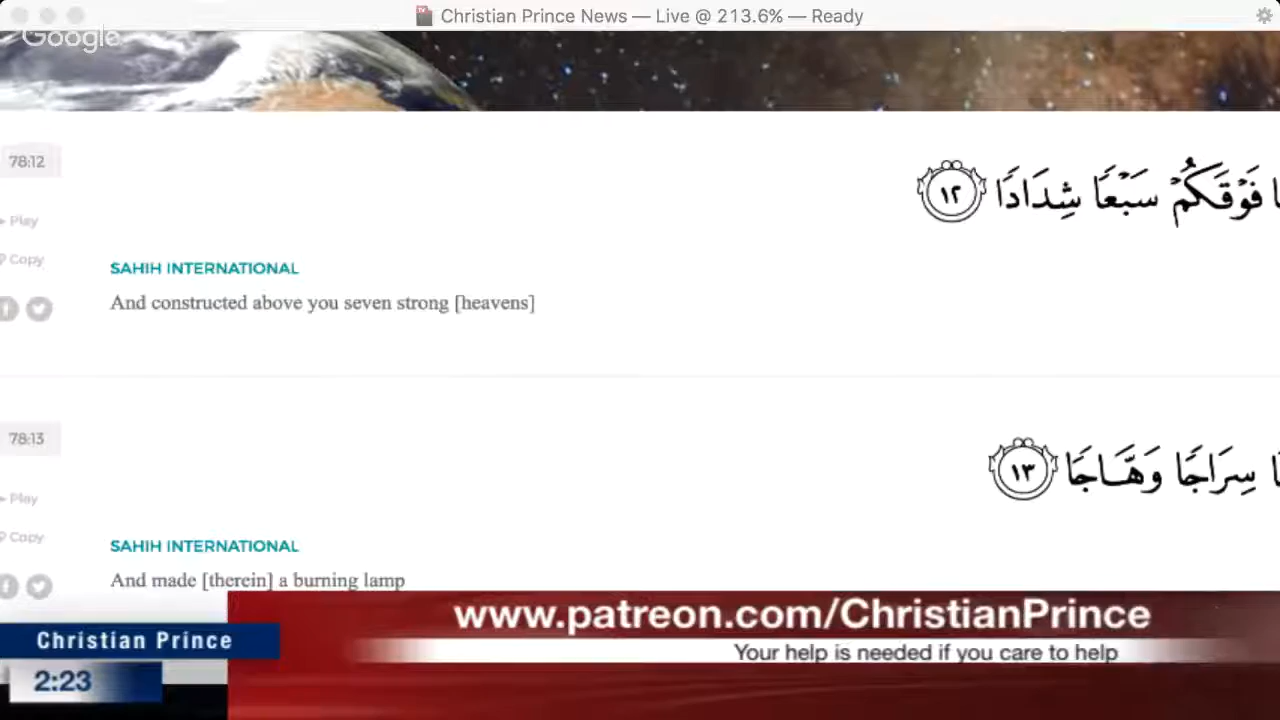 Christian Prince News — Live @ 213.6% — Ready
Google
78:12
فَوْقَكُمْ سَبْعًا شِدَادًا ١٢
Play
Copy
SAHIH INTERNATIONAL
And constructed above you seven strong [heavens]
78:13
سِرَاجًا وَهَّاجًا ١٣
Play
Copy
SAHIH INTERNATIONAL
And made [therein] a burning lamp
www.patreon.com/ChristianPrince
Christian Prince
Your help is needed if you care to help
2:23